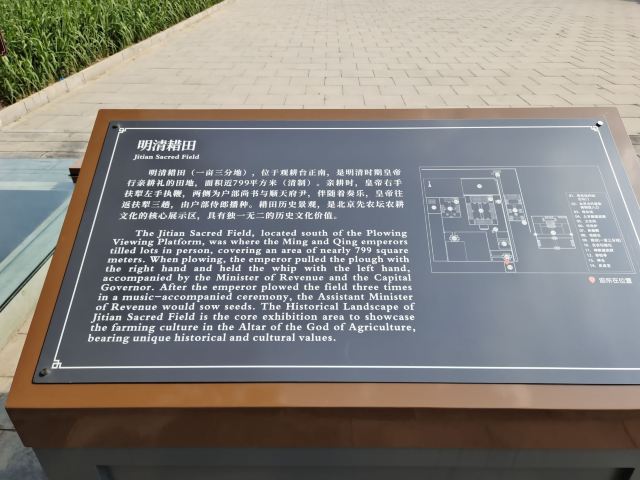 明清耤田
Jitian Sacred Field
明清耤田（一亩三分地），位于观耕台正南，是明清时期皇帝
行亲耕礼的田地，面积近799平方米（清制）。亲耕时，皇帝右手
扶犁左手执鞭，两侧为户部尚书与顺天府尹，伴随着奏乐，皇帝往
返扶犁三趟，由户部侍郎播种。耤田历史景观，是北京先农坛农耕
文化的核心展示区，具有独一无二的历史文化价值。
The Jitian Sacred Field, located south of the Plowing
Viewing Platform, was where the Ming and Qing emperors
tilled lots in person, covering an area of nearly 799 square
meters. When plowing, the emperor pulled the plough with
the right hand and held the whip with the left hand,
accompanied by the Minister of Revenue and the Capital
Governor. After the emperor plowed the field three times
in a music-accompanied ceremony, the Assistant Minister
of Revenue would sow seeds. The Historical Landscape of
Jitian Sacred Field is the core exhibition area to showcase
the farming culture in the Altar of the God of Agriculture,
bearing unique historical and cultural values.
您所在位置